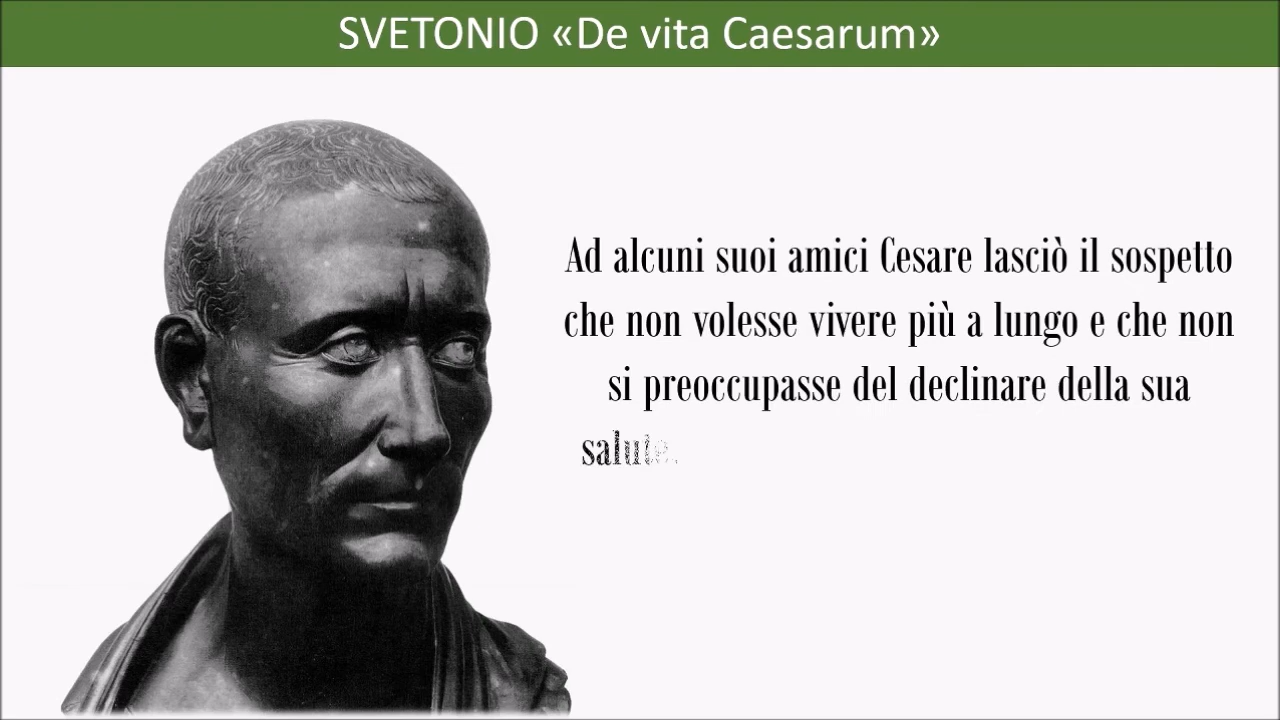 SVETONIO «De vita Caesarum»
Ad alcuni suoi amici Cesare lasciò il sospetto
che non volesse vivere più a lungo e che non
si preoccupasse del declinare della sua
salute.